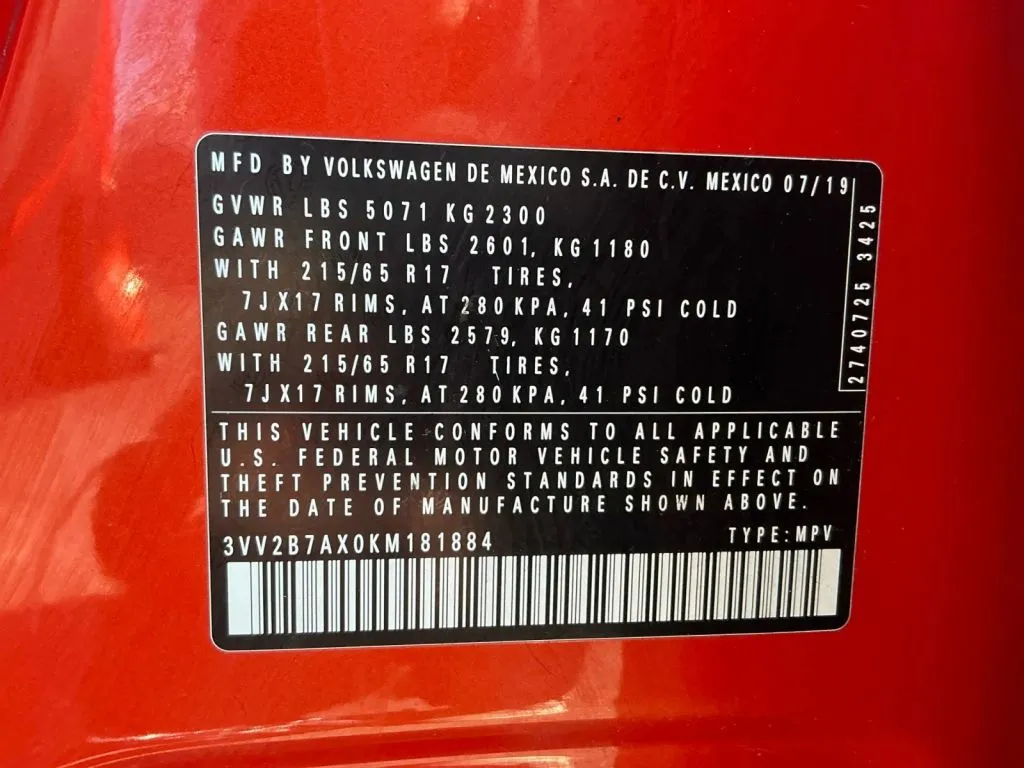 MFD BY VOLKSWAGEN DE MEXICO S.A. DE C.V. MEXICO 07/19
GVWR LBS 5071 KG 2300
GAWR FRONT LBS 2601, KG 1180
WITH 215/65 R17 TIRES,
7JX17 RIMS, AT 280 KPA, 41 PSI COLD
GAWR REAR LBS 2579, KG 1170
WITH 215/65 R17 TIRES,
7JX17 RIMS, AT 280 KPA, 41 PSI COLD
2740725 3425
THIS VEHICLE CONFORMS TO ALL APPLICABLE
U.S. FEDERAL MOTOR VEHICLE SAFETY AND
THEFT PREVENTION STANDARDS IN EFFECT ON
THE DATE OF MANUFACTURE SHOWN ABOVE.
3VV2B7AX0KM181884 TYPE: MPV